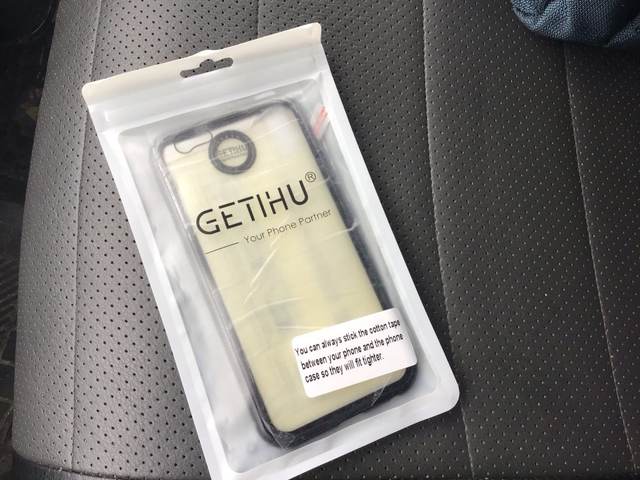 GETIHU
GETIHU®
Your Phone Partner
You can always stick the cotton tape
between your phone and the phone
case so they will fit tighter.